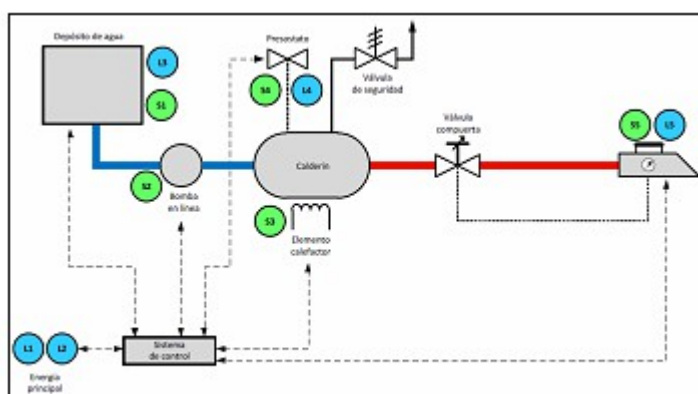 Depósito de agua
L3
S1
Presostato
S4
L4
Válvula
de seguridad
S2
Bomba
en línea
Calderín
S3
Elemento
calefactor
Válvula
compuerta
S5
L5
L1
L2
Energía
principal
Sistema
de control